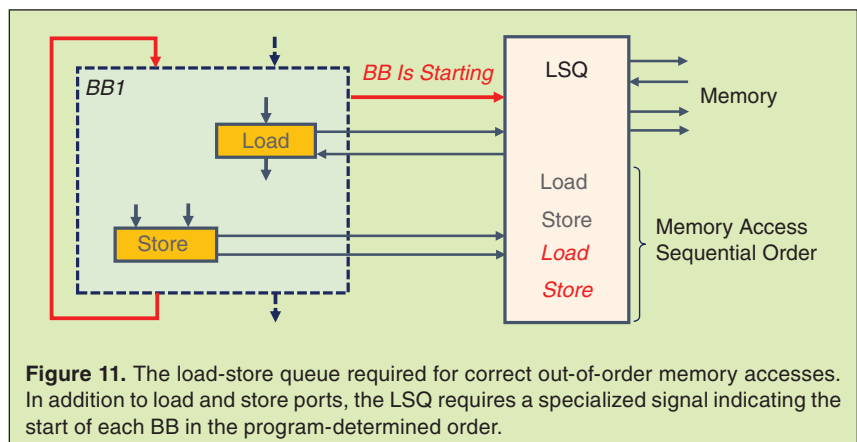 BB1
BB Is Starting
LSQ
Memory
Load
Store
Load
Store
Load
Store
Memory Access
Sequential Order
Figure 11. The load-store queue required for correct out-of-order memory accesses.
In addition to load and store ports, the LSQ requires a specialized signal indicating the
start of each BB in the program-determined order.